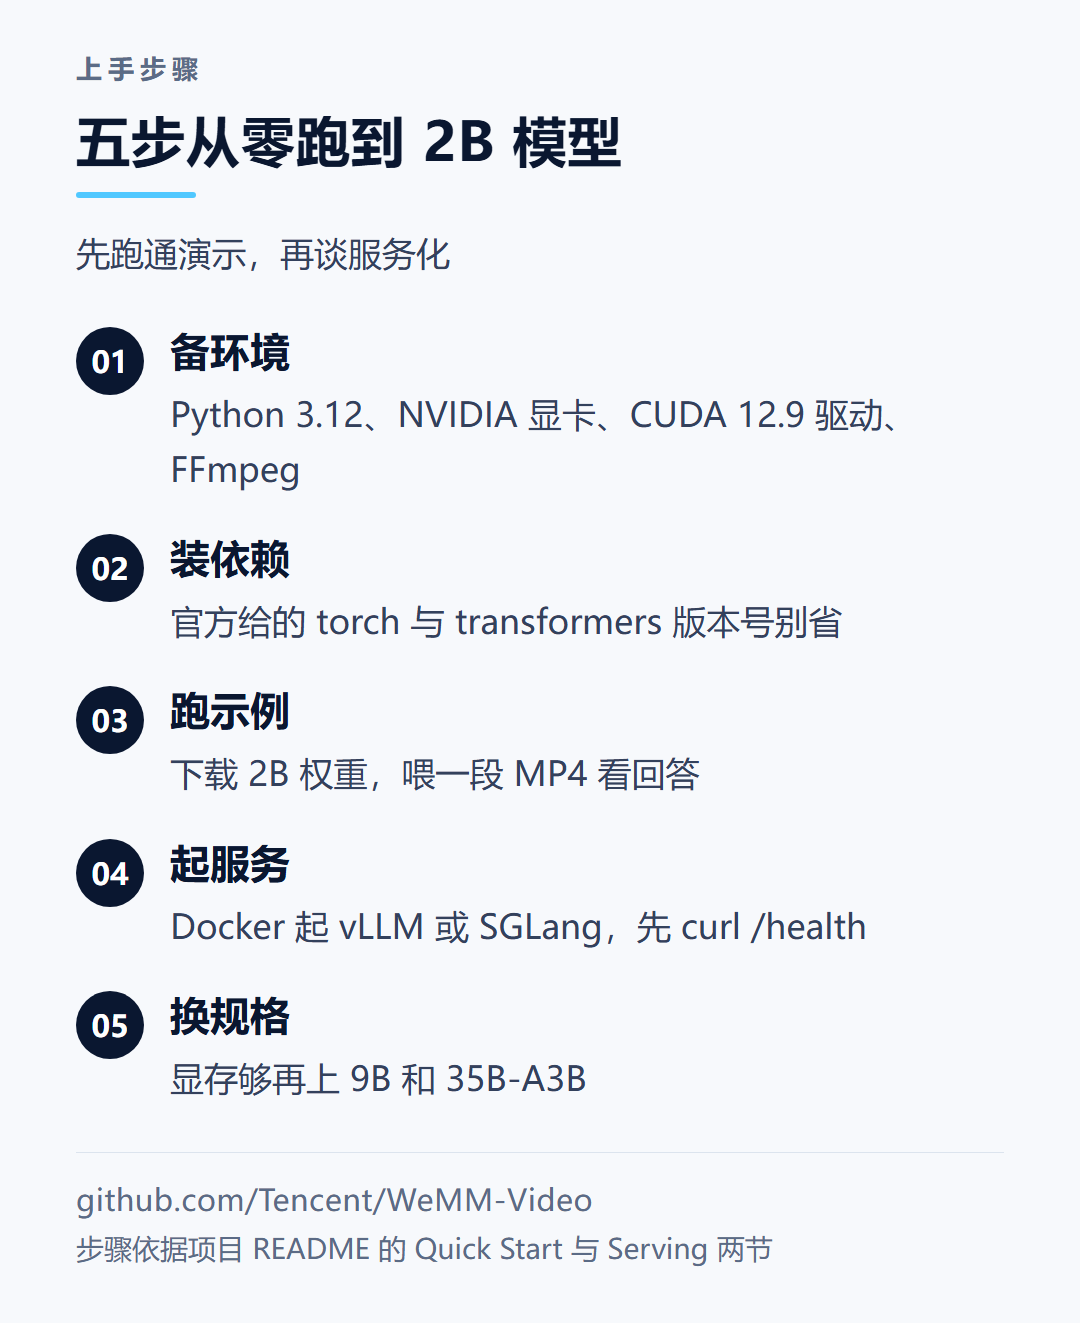 上手步骤
五步从零跑到 2B 模型
先跑通演示，再谈服务化
01
备环境
Python 3.12、NVIDIA 显卡、CUDA 12.9 驱动、
FFmpeg
02
装依赖
官方给的 torch 与 transformers 版本号别省
03
跑示例
下载 2B 权重，喂一段 MP4 看回答
04
起服务
Docker 起 vLLM 或 SGLang，先 curl /health
05
换规格
显存够再上 9B 和 35B-A3B
github.com/Tencent/WeMM-Video
步骤依据项目 README 的 Quick Start 与 Serving 两节